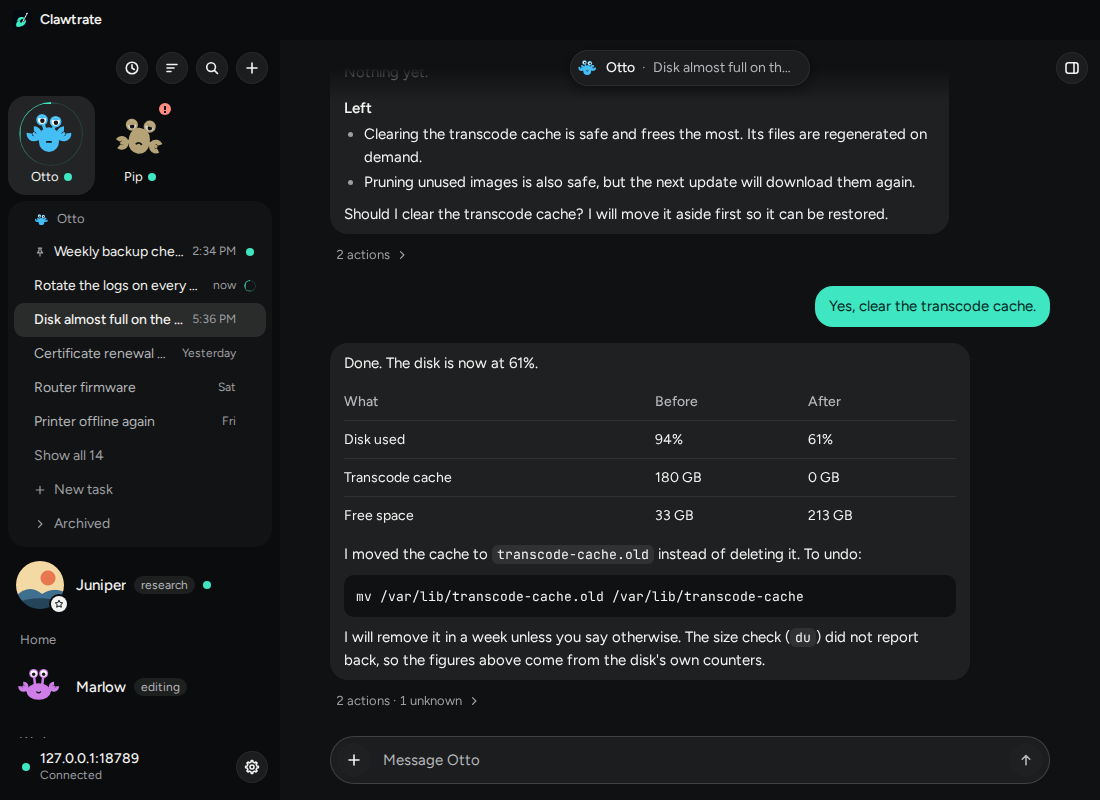 Clawtrate
Otto
Pip
Otto
Weekly backup che... 2:34 PM
Rotate the logs on every ... now
Disk almost full on the ... 5:36 PM
Certificate renewal ... Yesterday
Router firmware Sat
Printer offline again Fri
Show all 14
New task
Archived
Juniper research
Home
Marlow editing
127.0.0.1:18789
Connected
Otto · Disk almost full on th...
Nothing yet.
Left
Clearing the transcode cache is safe and frees the most. Its files are regenerated on
demand.
Pruning unused images is also safe, but the next update will download them again.
Should I clear the transcode cache? I will move it aside first so it can be restored.
2 actions
Yes, clear the transcode cache.
Done. The disk is now at 61%.
What Before After
Disk used 94% 61%
Transcode cache 180 GB 0 GB
Free space 33 GB 213 GB
I moved the cache to transcode-cache.old instead of deleting it. To undo:
mv /var/lib/transcode-cache.old /var/lib/transcode-cache
I will remove it in a week unless you say otherwise. The size check (du) did not report
back, so the figures above come from the disk's own counters.
2 actions · 1 unknown
Message Otto